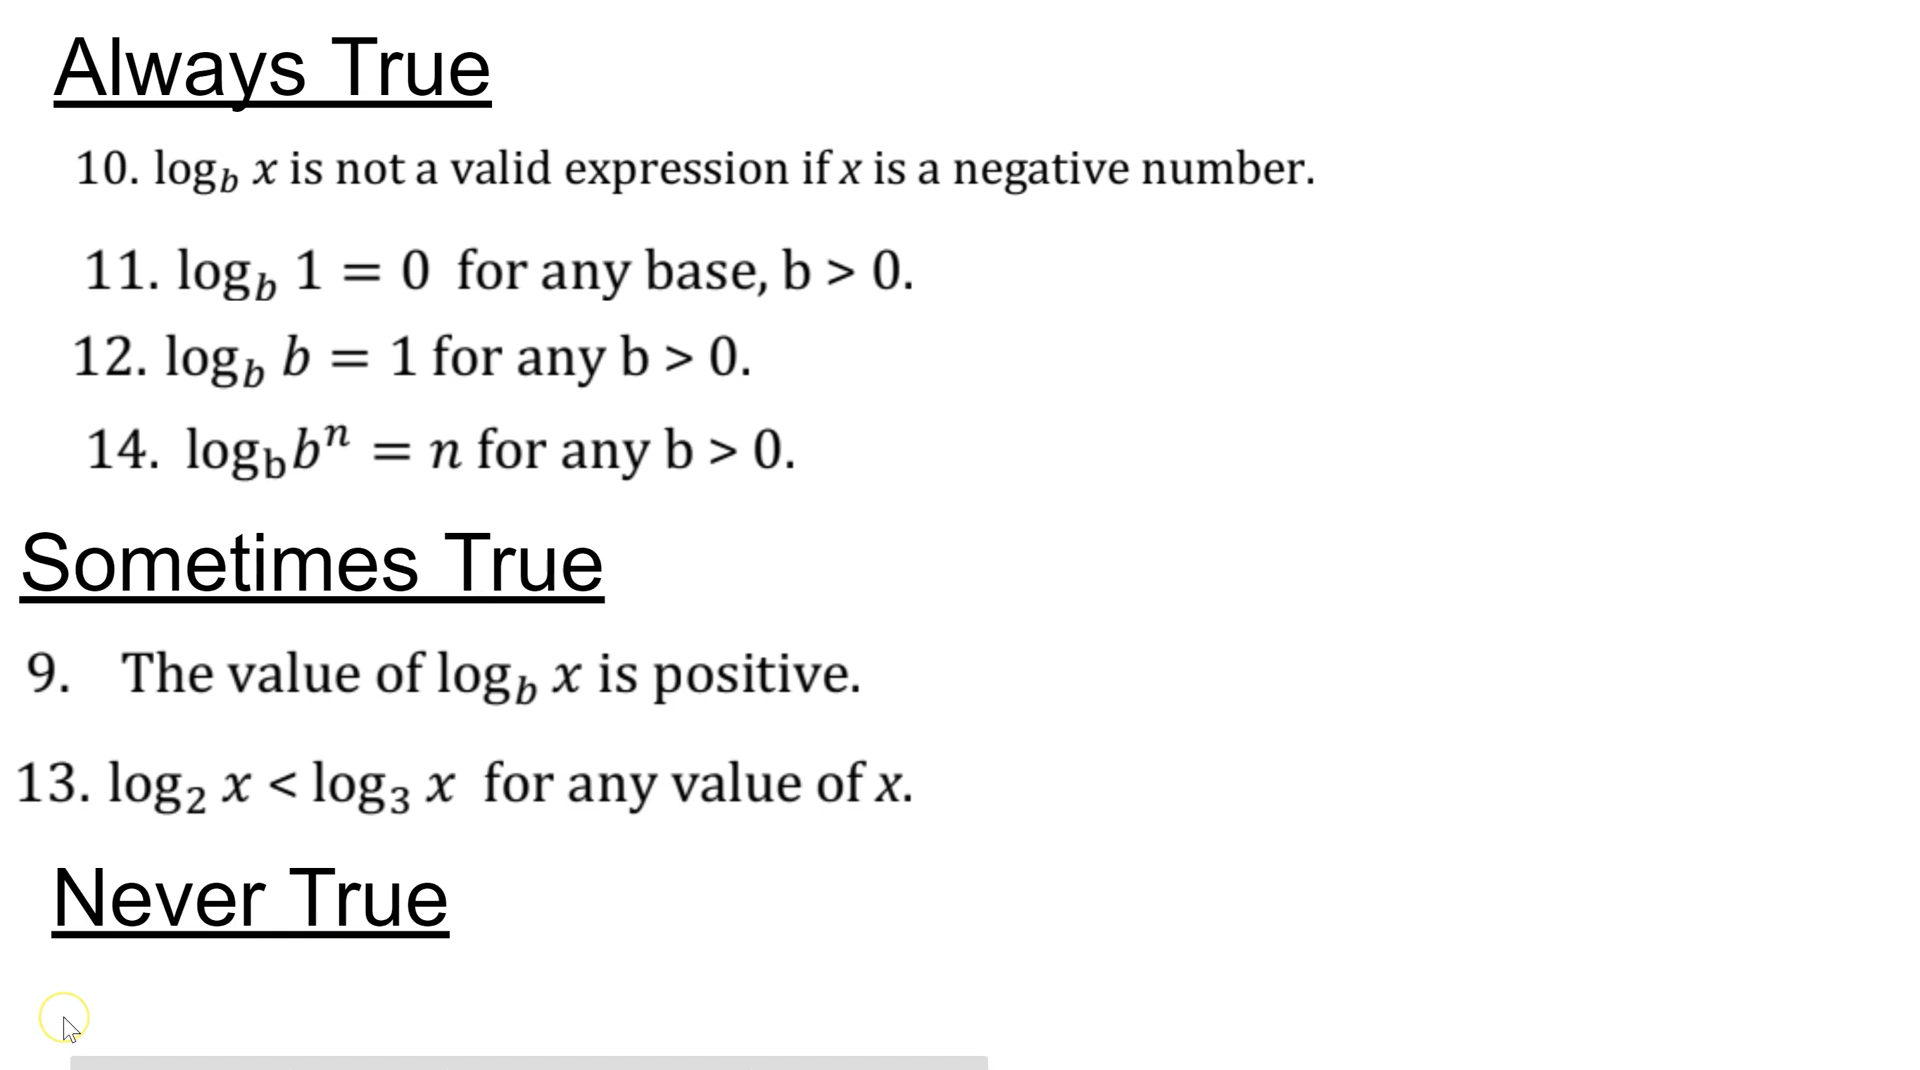 Always True
10. log_b x is not a valid expression if x is a negative number.
11. log_b 1 = 0 for any base, b > 0.
12. log_b b = 1 for any b > 0.
14. log_b b^n = n for any b > 0.
Sometimes True
9. The value of log_b x is positive.
13. log_2 x < log_3 x for any value of x.
Never True